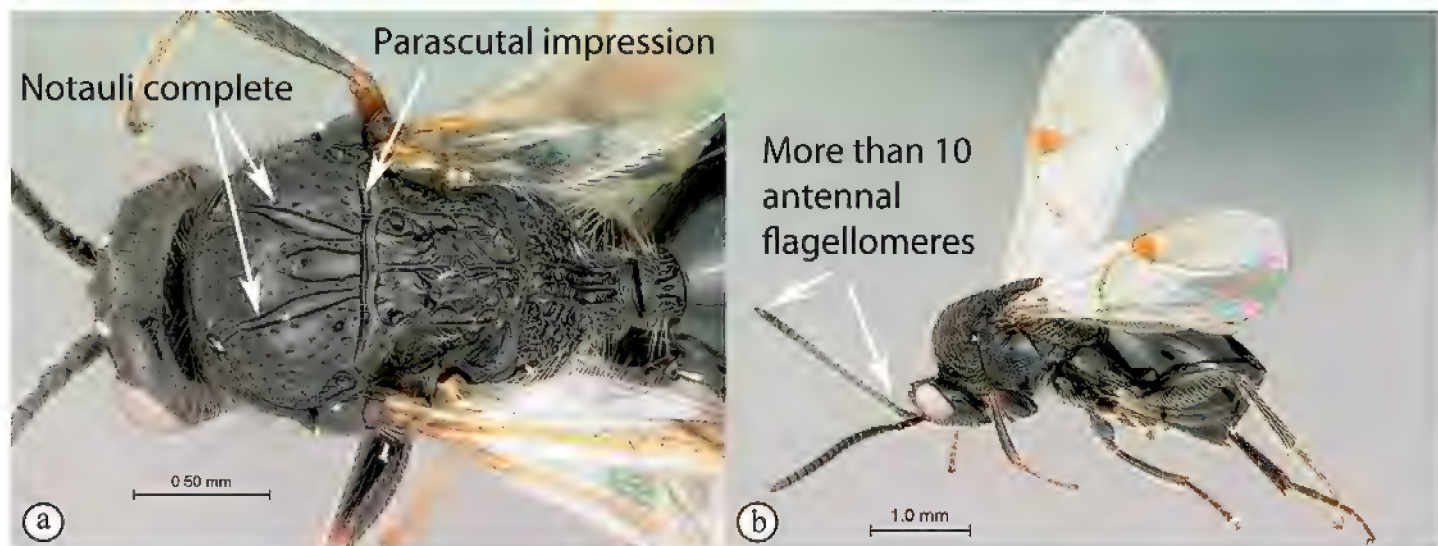 Parascutal impression
Notauli complete
0.50 mm
a
More than 10
antennal
flagellomeres
1.0 mm
b